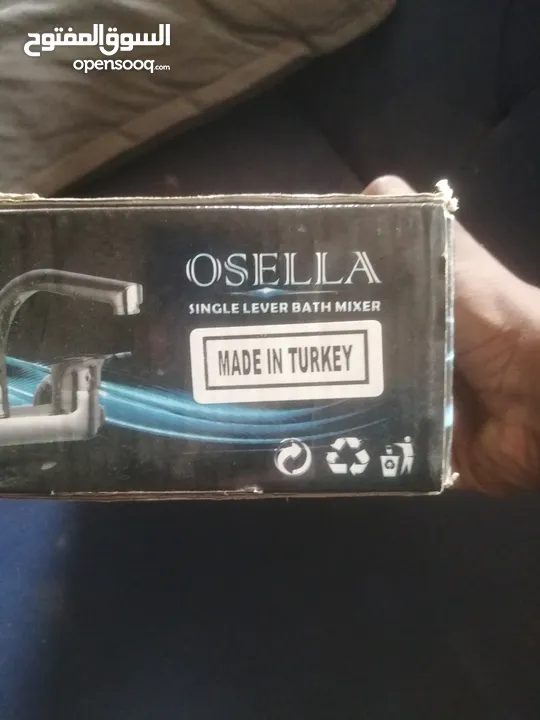 السوق المفتوح
opensooq.com
OSELLA
SINGLE LEVER BATH MIXER
MADE IN TURKEY